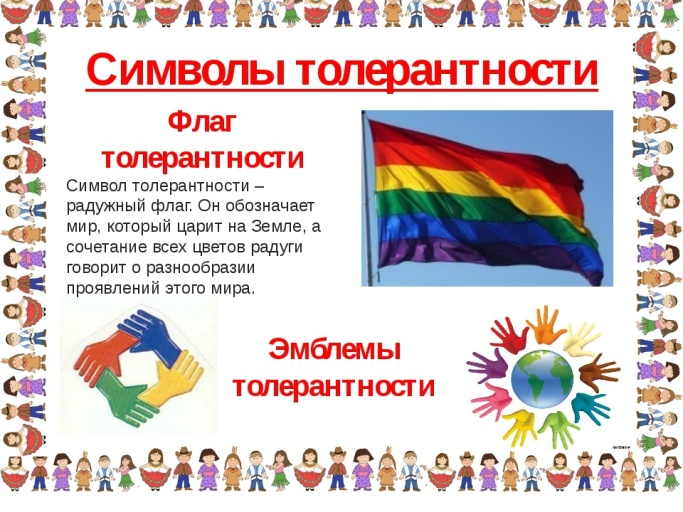 Символы толерантности
Флаг
толерантности
Символ толерантности –
радужный флаг. Он обозначает
мир, который царит на Земле, а
сочетание всех цветов радуги
говорит о разнообразии
проявлений этого мира.
Эмблемы
толерантности